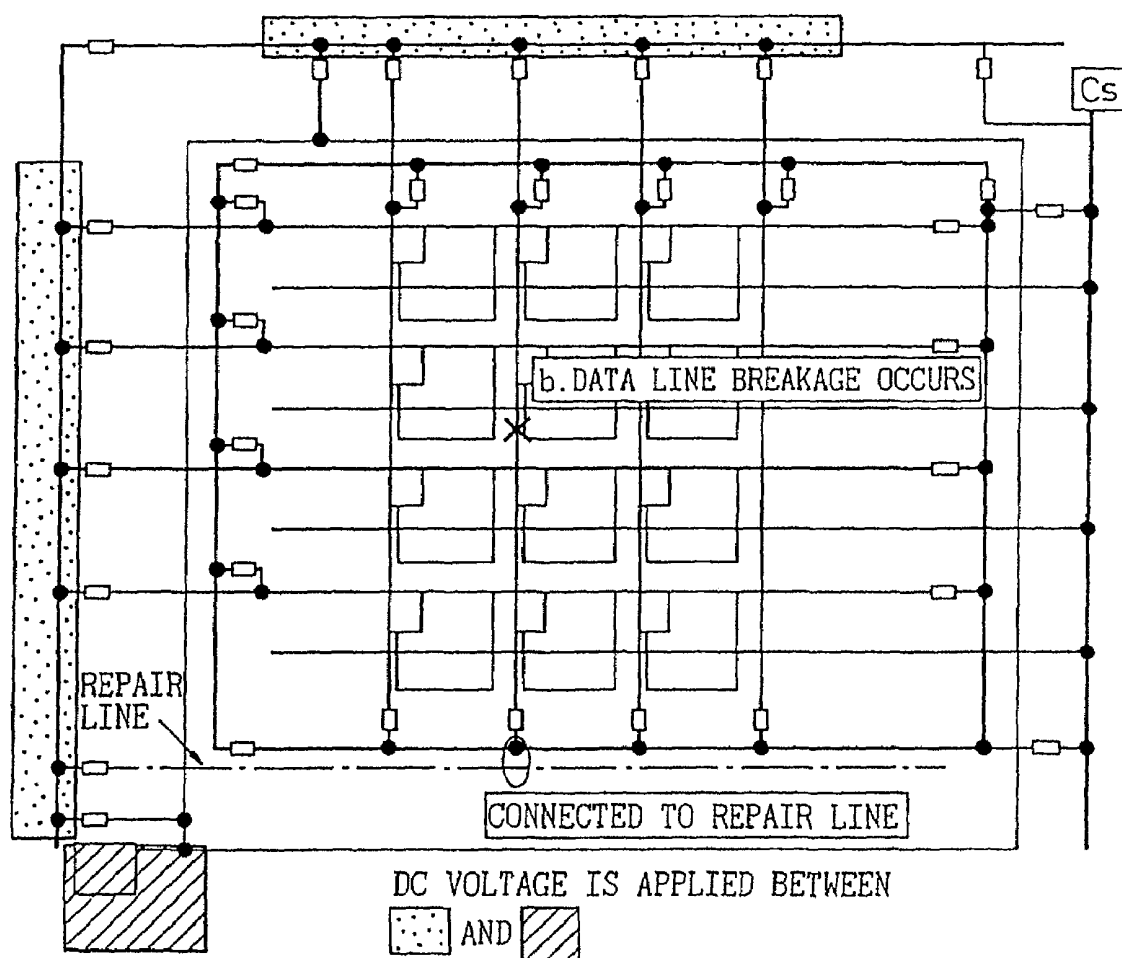 Cs
b.DATA LINE BREAKAGE OCCURS
REPAIR
LINE
CONNECTED TO REPAIR LINE
DC VOLTAGE IS APPLIED BETWEEN
AND